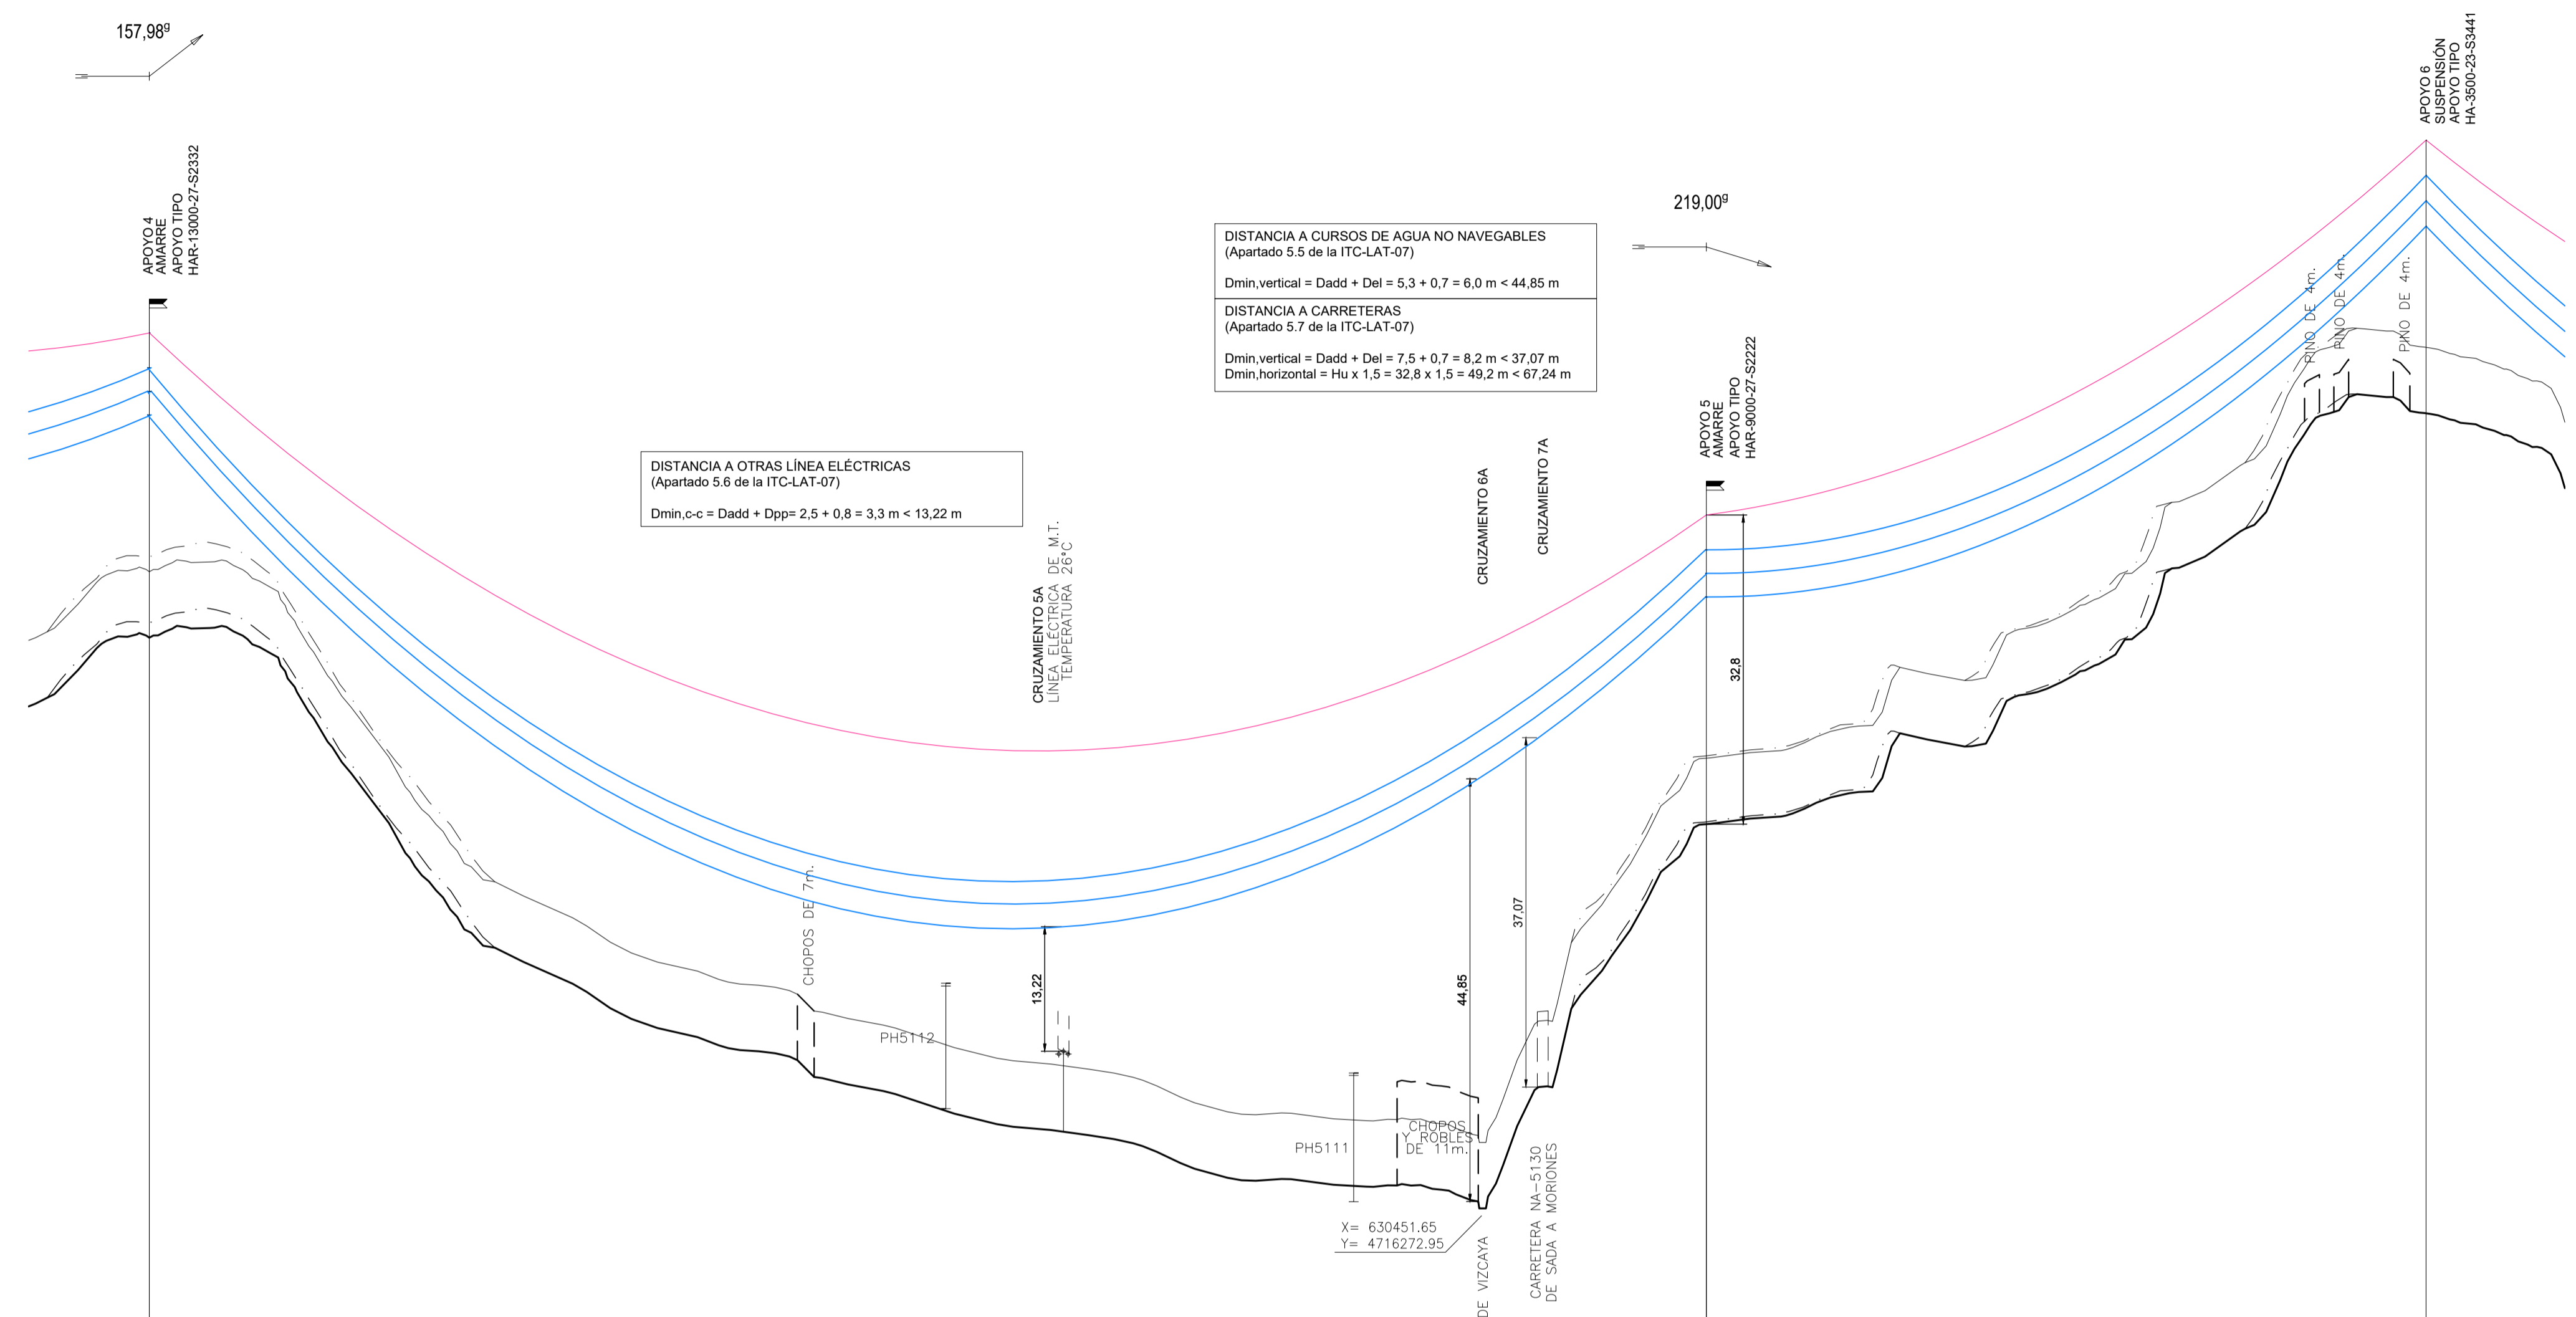 157,98g
APOYO 4
AMARRE
APOYO TIPO
HAR-13000-27-S2332
DISTANCIA A OTRAS LÍNEA ELÉCTRICAS
(Apartado 5.6 de la ITC-LAT-07)
Dmin,c-c = Dadd + Dpp= 2,5 + 0,8 = 3,3 m < 13,22 m
CRUZAMIENTO 5A
LÍNEA ELÉCTRICA DE M.T.
TEMPERATURA 26°C
DISTANCIA A CURSOS DE AGUA NO NAVEGABLES
(Apartado 5.5 de la ITC-LAT-07)
Dmin,vertical = Dadd + Del = 5,3 + 0,7 = 6,0 m < 44,85 m
DISTANCIA A CARRETERAS
(Apartado 5.7 de la ITC-LAT-07)
Dmin,vertical = Dadd + Del = 7,5 + 0,7 = 8,2 m < 37,07 m
Dmin,horizontal = Hu x 1,5 = 32,8 x 1,5 = 49,2 m < 67,24 m
CRUZAMIENTO 6A
CRUZAMIENTO 7A
219,00g
APOYO 5
AMARRE
APOYO TIPO
HAR-9000-27-S2222
APOYO 6
SUSPENSIÓN
APOYO TIPO
HA-3500-23-S3441
PINO DE 4m.
PINO DE 4m.
PINO DE 4m.
32,8
CHOPOS DE 7m.
PH5112
13,22
44,85
37,07
PH5111
CHOPOS
Y ROBLES
DE 11m.
X= 630451.65
Y= 4716272.95
DE VIZCAYA
CARRETERA NA-5130
DE SADA A MORIONES